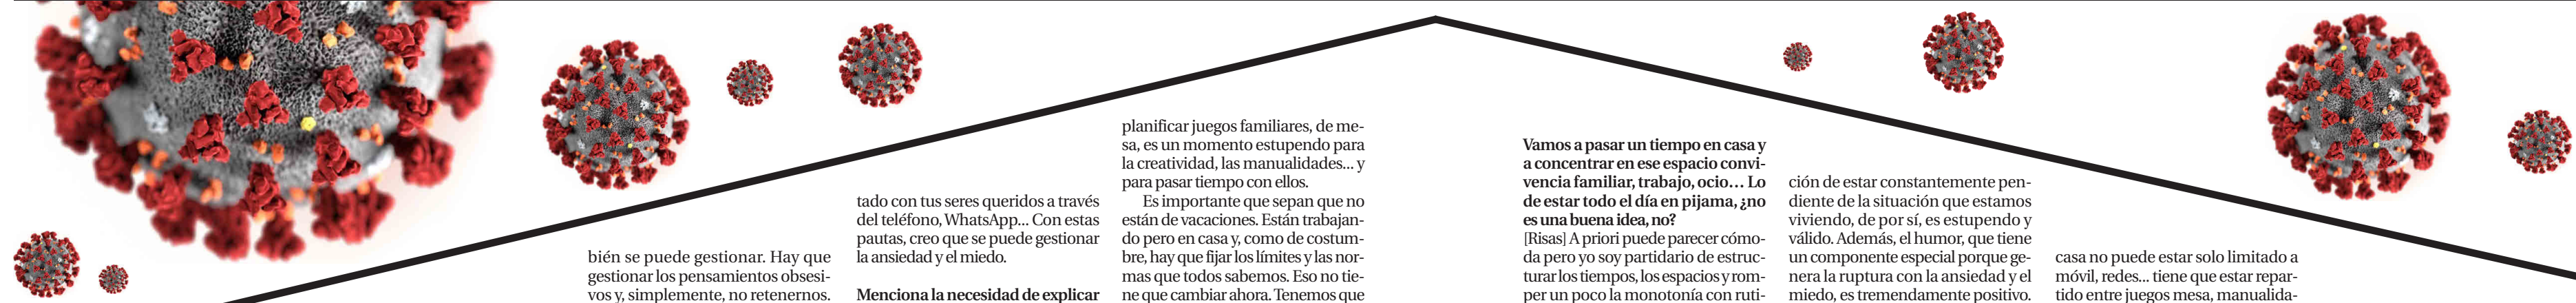 bién se puede gestionar. Hay que
gestionar los pensamientos obsesi-
vos y, simplemente, no retenernos.
tado con tus seres queridos a través
del teléfono, WhatsApp... Con estas
pautas, creo que se puede gestionar
la ansiedad y el miedo.
Menciona la necesidad de explicar
planificar juegos familiares, de me-
sa, es un momento estupendo para
la creatividad, las manualidades... y
para pasar tiempo con ellos.
Es importante que sepan que no
están de vacaciones. Están trabajan-
do pero en casa y, como de costum-
bre, hay que fijar los límites y las nor-
mas que todos sabemos. Eso no tie-
ne que cambiar ahora. Tenemos que
Vamos a pasar un tiempo en casa y
a concentrar en ese espacio convi-
vencia familiar, trabajo, ocio... Lo
de estar todo el día en pijama, ¿no
es una buena idea, no?
[Risas] A priori puede parecer cómo-
da pero yo soy partidario de estruc-
turar los tiempos, los espacios y rom-
per un poco la monotonía con ruti-
ción de estar constantemente pen-
diente de la situación que estamos
viviendo, de por sí, es estupendo y
válido. Además, el humor, que tiene
un componente especial porque ge-
nera la ruptura con la ansiedad y el
miedo, es tremendamente positivo.
casa no puede estar solo limitado a
móvil, redes... tiene que estar repar-
tido entre juegos mesa, manualida-